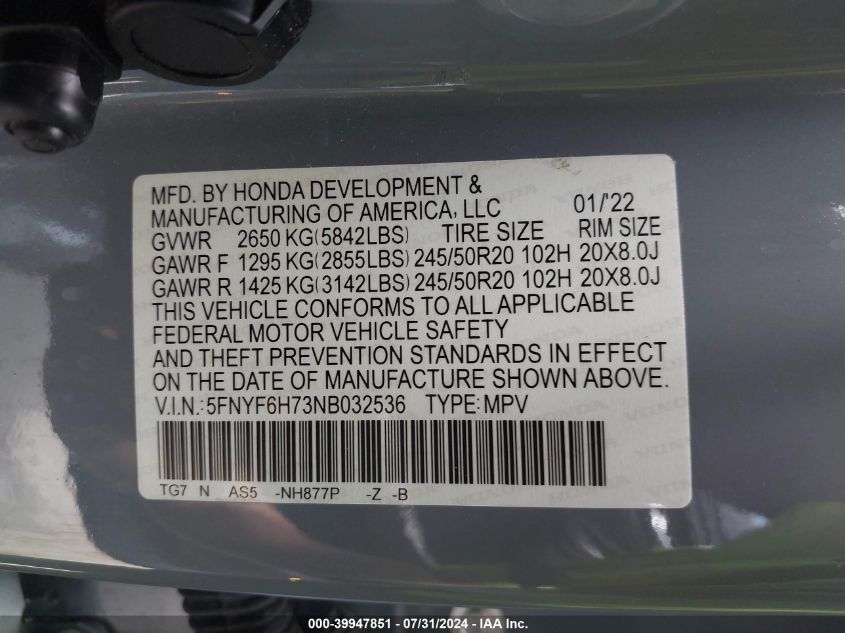 MFD. BY HONDA DEVELOPMENT &
MANUFACTURING OF AMERICA, LLC 01/'22
GVWR 2650 KG(5842LBS) TIRE SIZE RIM SIZE
GAWR F 1295 KG(2855LBS) 245/50R20 102H 20X8.0J
GAWR R 1425 KG(3142LBS) 245/50R20 102H 20X8.0J
THIS VEHICLE CONFORMS TO ALL APPLICABLE
FEDERAL MOTOR VEHICLE SAFETY
AND THEFT PREVENTION STANDARDS IN EFFECT
ON THE DATE OF MANUFACTURE SHOWN ABOVE.
V.I.N.:5FNYF6H73NB032536 TYPE:MPV
TG7 N AS5 -NH877P -Z -B
000-39947851 - 07/31/2024 - IAA Inc.